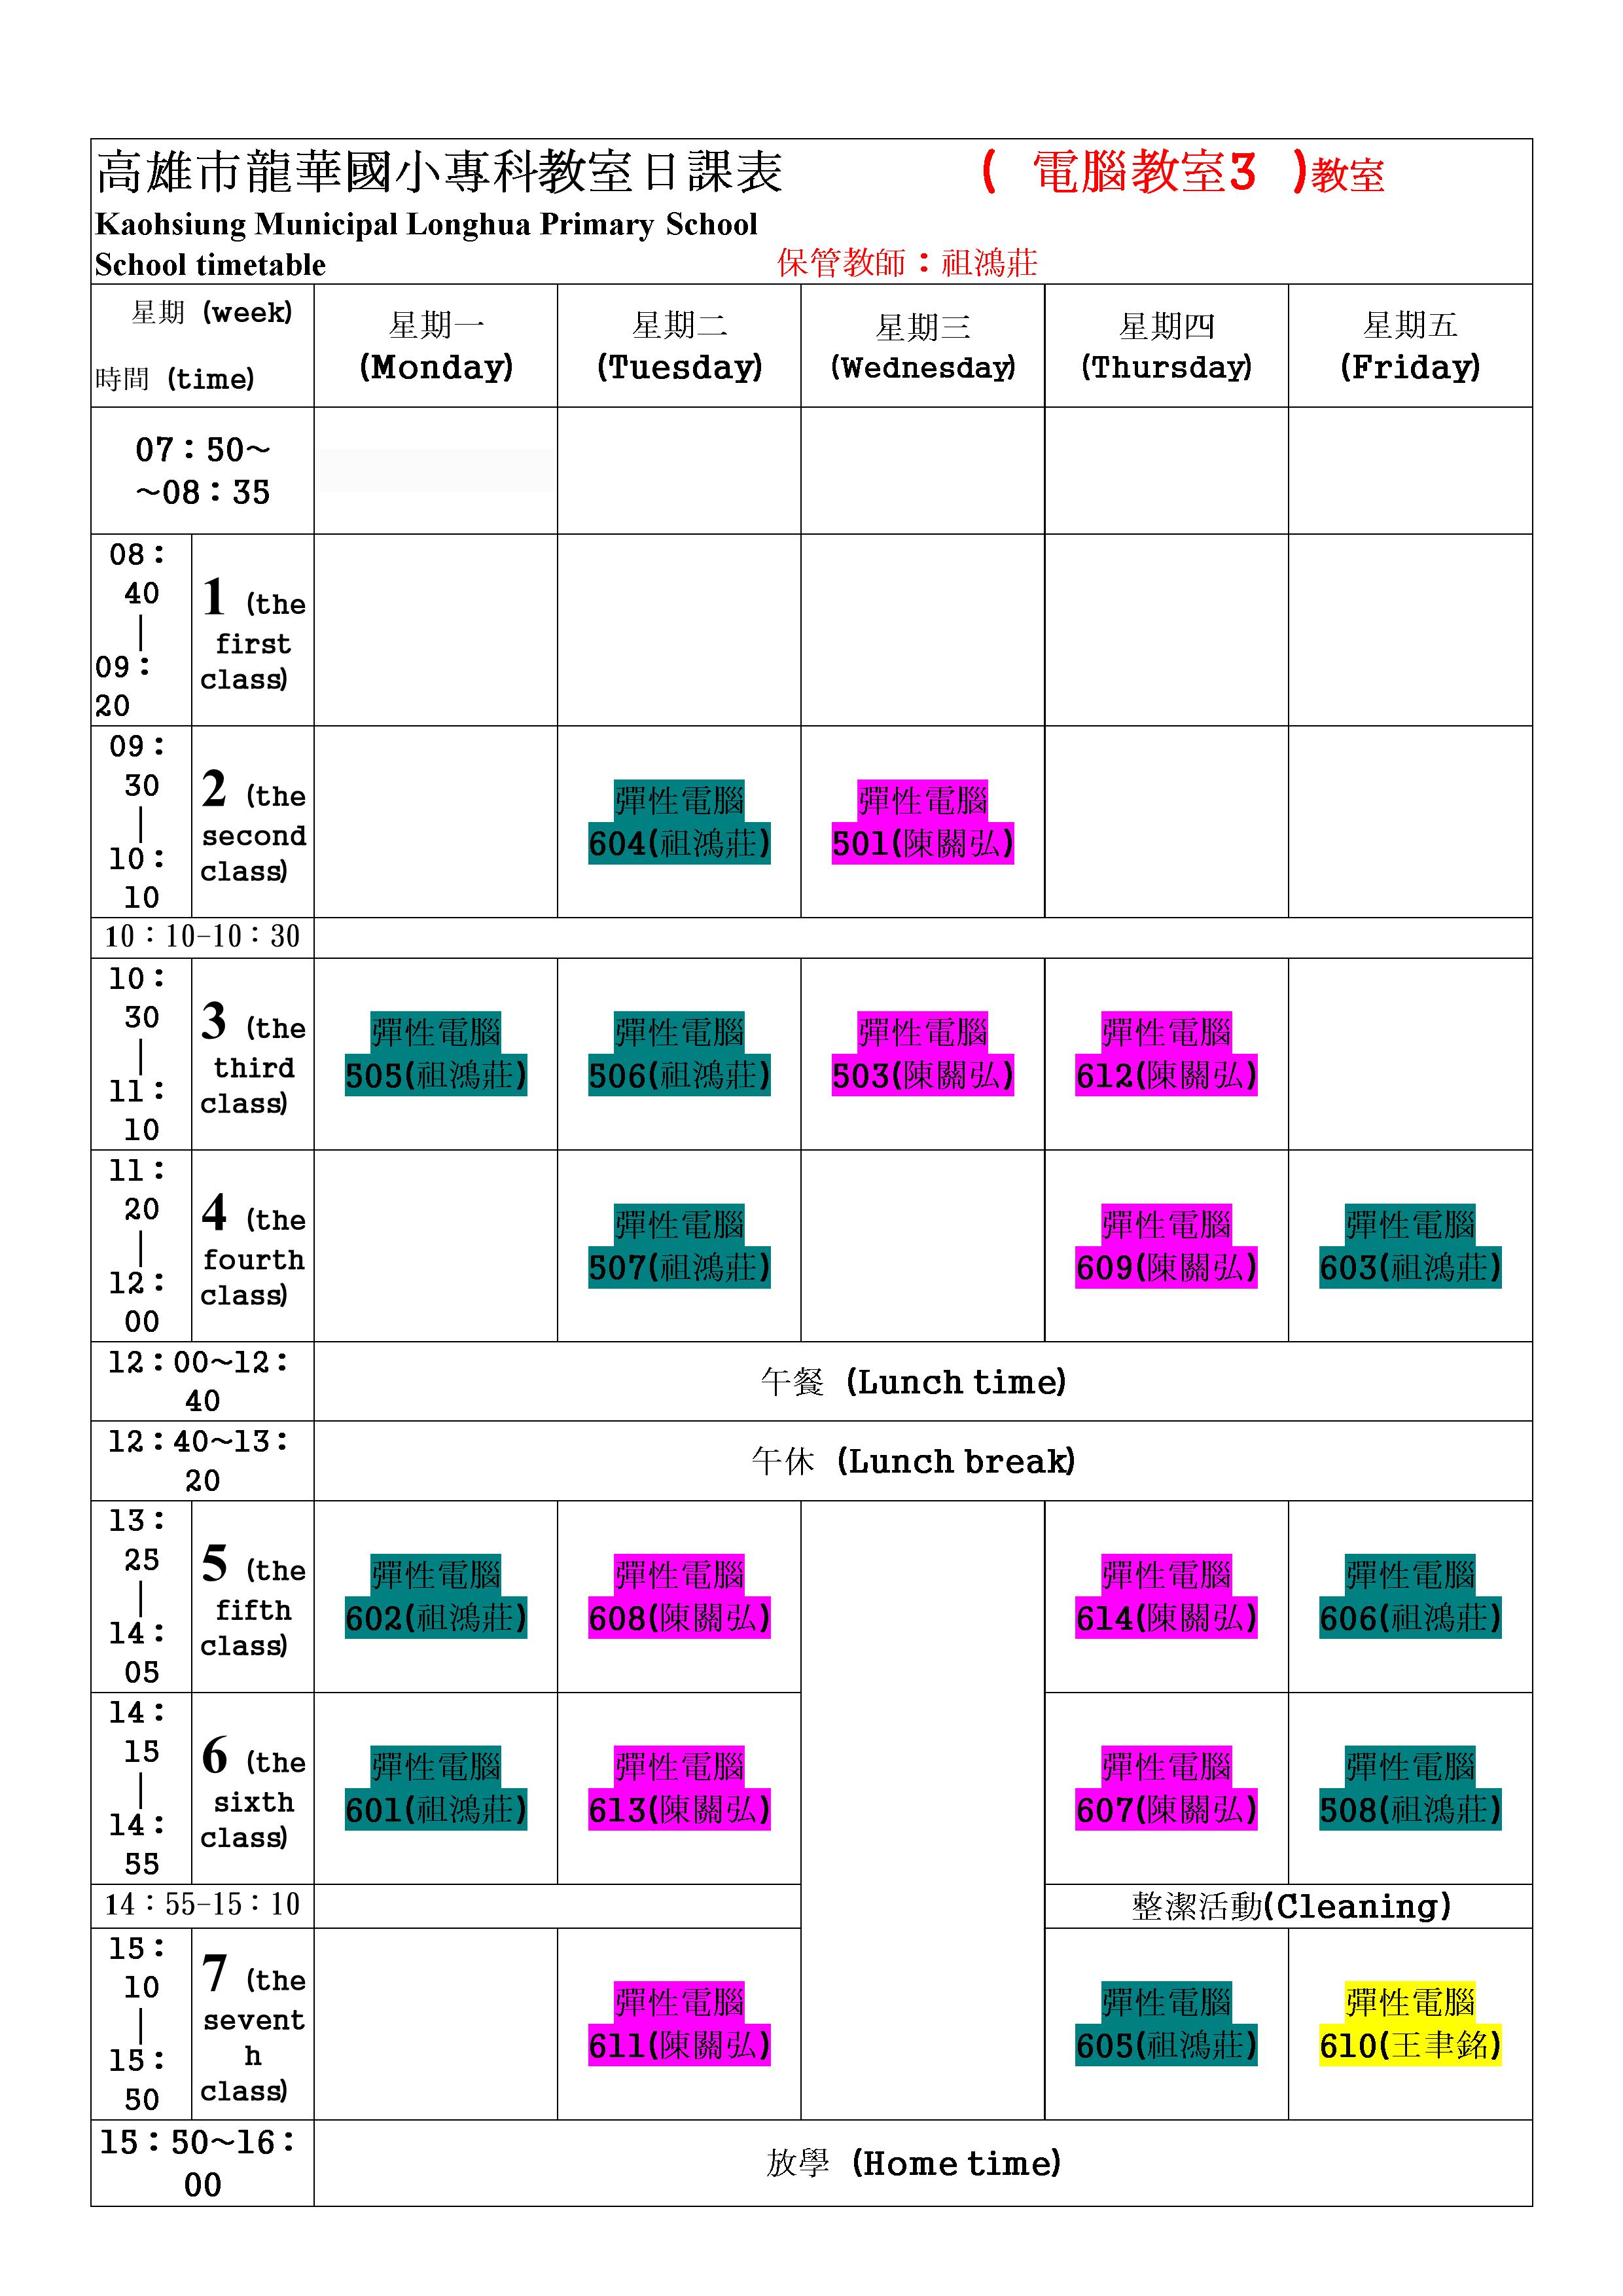 高雄市龍華國小專科教室日課表 ( 電腦教室3 )教室
Kaohsiung Municipal Longhua Primary School
School timetable 保管教師：祖鴻莊
星期 (week)
時間 (time)
星期一
(Monday)
星期二
(Tuesday)
星期三
(Wednesday)
星期四
(Thursday)
星期五
(Friday)
07：50～
～08：35
08：
40
｜
09：
20
1 (the
first
class)
09：
30
｜
10：
10
2 (the
second
class)
彈性電腦
604(祖鴻莊)
彈性電腦
501(陳關弘)
10：10-10：30
10：
30
｜
11：
10
3 (the
third
class)
彈性電腦
505(祖鴻莊)
彈性電腦
506(祖鴻莊)
彈性電腦
503(陳關弘)
彈性電腦
612(陳關弘)
11：
20
｜
12：
00
4 (the
fourth
class)
彈性電腦
507(祖鴻莊)
彈性電腦
609(陳關弘)
彈性電腦
603(祖鴻莊)
12：00～12：
40
午餐 (Lunch time)
12：40～13：
20
午休 (Lunch break)
13：
25
｜
14：
05
5 (the
fifth
class)
彈性電腦
602(祖鴻莊)
彈性電腦
608(陳關弘)
彈性電腦
614(陳關弘)
彈性電腦
606(祖鴻莊)
14：
15
｜
14：
55
6 (the
sixth
class)
彈性電腦
601(祖鴻莊)
彈性電腦
613(陳關弘)
彈性電腦
607(陳關弘)
彈性電腦
508(祖鴻莊)
14：55-15：10
整潔活動(Cleaning)
15：
10
｜
15：
50
7 (the
sevent
h
class)
彈性電腦
611(陳關弘)
彈性電腦
605(祖鴻莊)
彈性電腦
610(王聿銘)
15：50～16：
00
放學 (Home time)